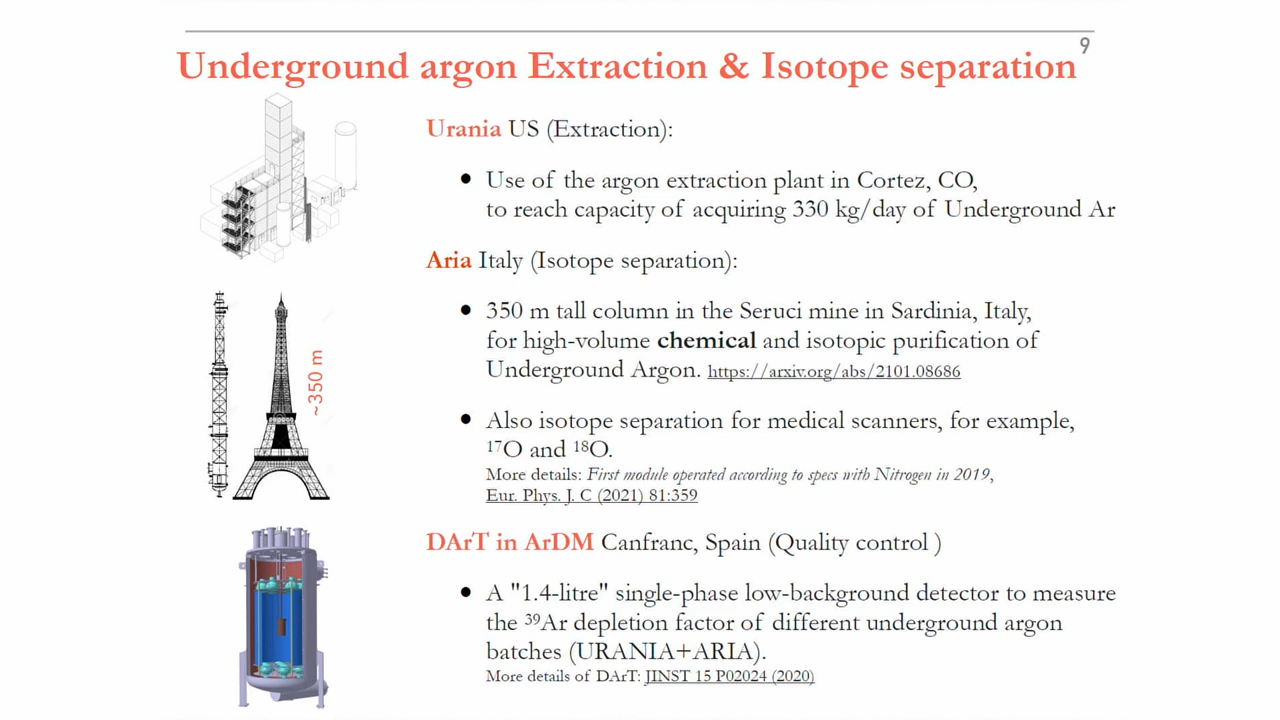 9
Underground argon Extraction & Isotope separation
Urania US (Extraction):
• Use of the argon extraction plant in Cortez, CO,
to reach capacity of acquiring 330 kg/day of Underground Ar
Aria Italy (Isotope separation):
• 350 m tall column in the Seruci mine in Sardinia, Italy,
for high-volume chemical and isotopic purification of
Underground Argon. https://arxiv.org/abs/2101.08686
~350 m
• Also isotope separation for medical scanners, for example,
¹⁷O and ¹⁸O.
More details: First module operated according to specs with Nitrogen in 2019,
Eur. Phys. J. C (2021) 81:359
DArT in ArDM Canfranc, Spain (Quality control )
• A "1.4-litre" single-phase low-background detector to measure
the ³⁹Ar depletion factor of different underground argon
batches (URANIA+ARIA).
More details of DArT: JINST 15 P02024 (2020)